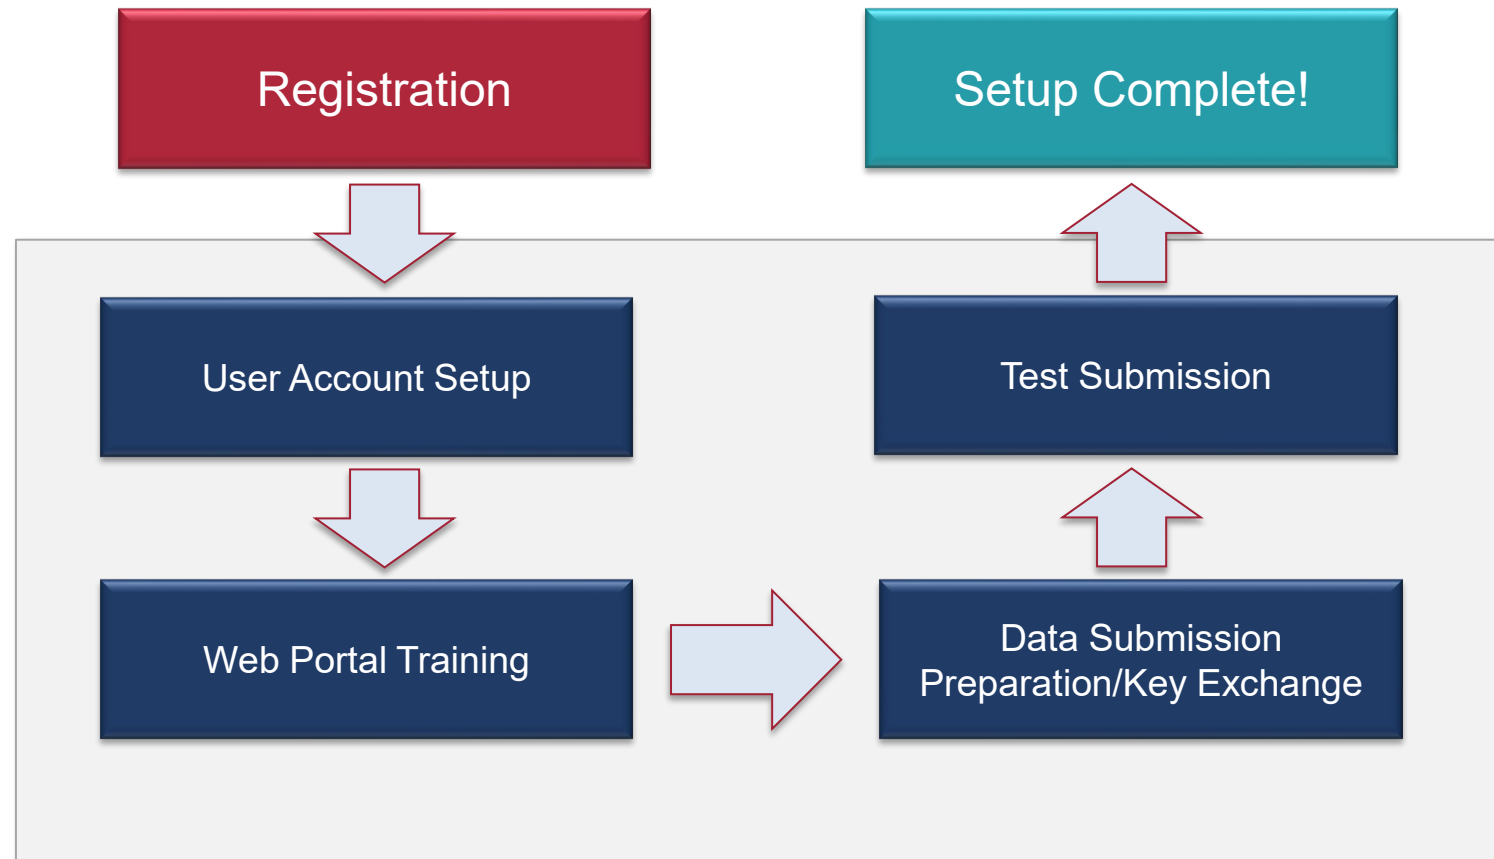 Registration
Setup Complete!
User Account Setup
Test Submission
Web Portal Training
Data Submission
Preparation/Key Exchange